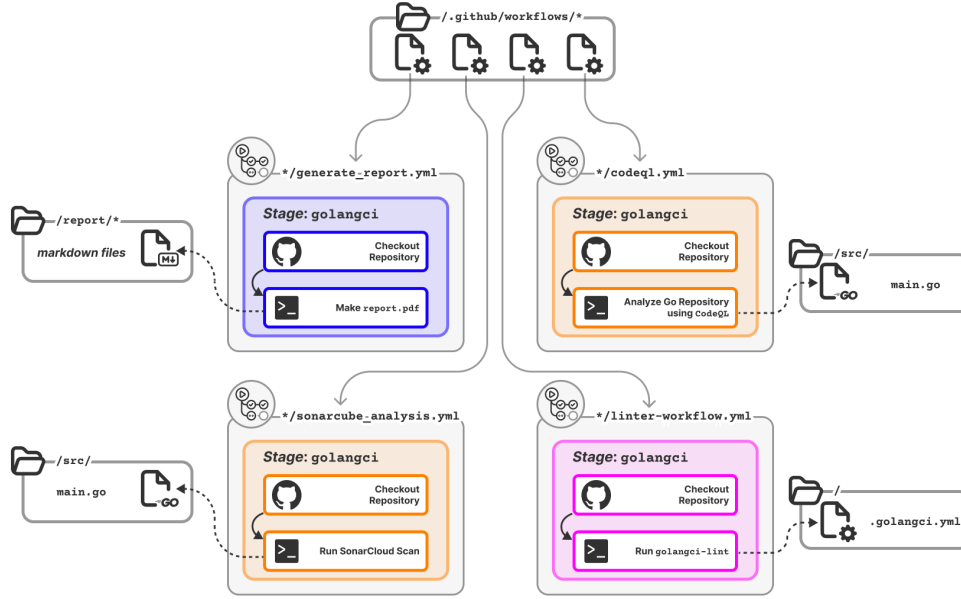 /.github/workflows/*
*/generate_report.yml
Stage: golangci
Checkout
Repository
Make report.pdf
/report/*
markdown files
M↓
*/codeql.yml
Stage: golangci
Checkout
Repository
Analyze Go Repository
using CodeQL
/src/
main.go
GO
*/sonarcube_analysis.yml
Stage: golangci
Checkout
Repository
>_ Run SonarCloud Scan
/src/
main.go
GO
*/linter-workflow.yml
Stage: golangci
Checkout
Repository
Run golangci-lint
/
.golangci.yml